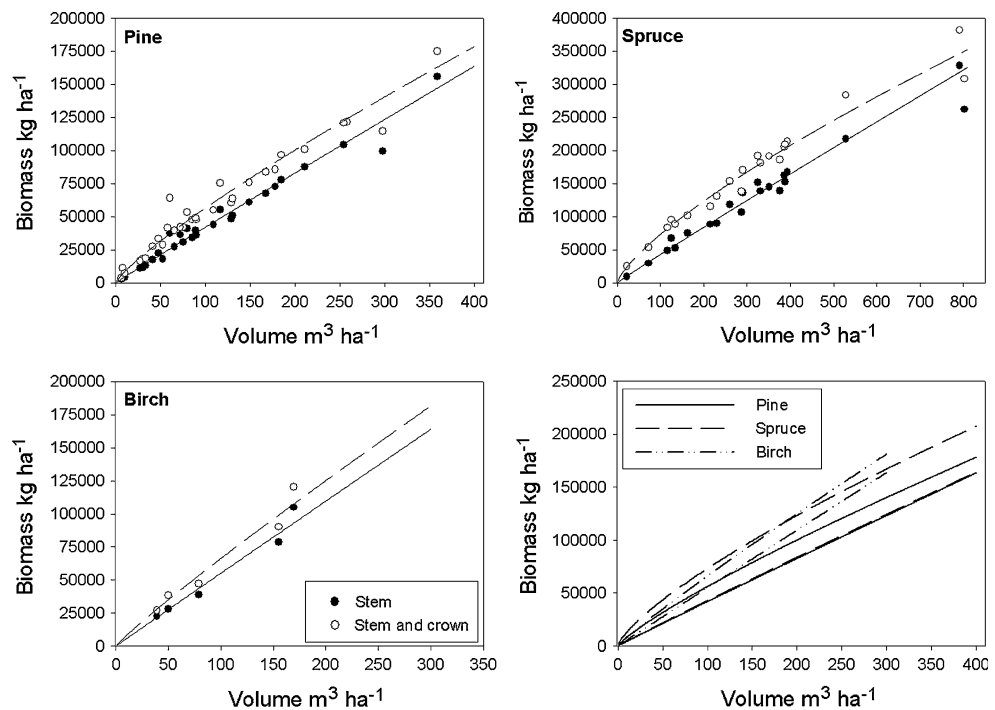 Pine
Biomass kg ha-1
200000
175000
150000
125000
100000
75000
50000
25000
0
0 50 100 150 200 250 300 350 400
Volume m3 ha-1
Spruce
Biomass kg ha-1
400000
350000
300000
250000
200000
150000
100000
50000
0
0 100 200 300 400 500 600 700 800
Volume m3 ha-1
Birch
Biomass kg ha-1
200000
175000
150000
125000
100000
75000
50000
25000
0
Stem
Stem and crown
0 50 100 150 200 250 300 350
Volume m3 ha-1
Biomass kg ha-1
250000
200000
150000
100000
50000
0
Pine
Spruce
Birch
0 50 100 150 200 250 300 350 400
Volume m3 ha-1